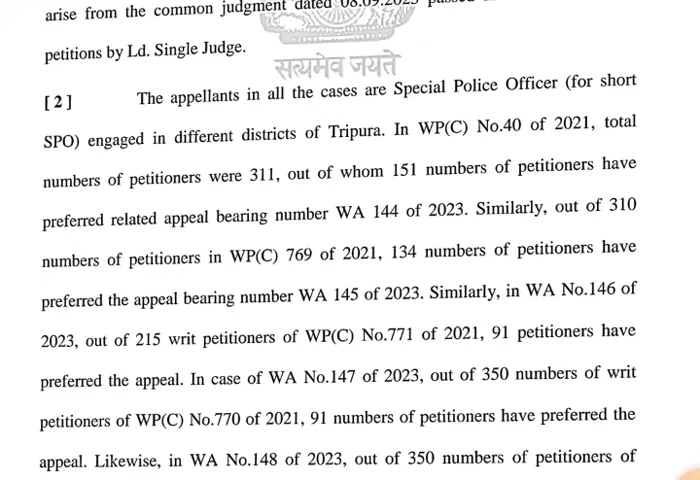 arise from the common judgment dated 08.09.2023
petitions by Ld. Single Judge.
सत्यमेव जयते
[2] The appellants in all the cases are Special Police Officer (for short
SPO) engaged in different districts of Tripura. In WP(C) No.40 of 2021, total
numbers of petitioners were 311, out of whom 151 numbers of petitioners have
preferred related appeal bearing number WA 144 of 2023. Similarly, out of 310
numbers of petitioners in WP(C) 769 of 2021, 134 numbers of petitioners have
preferred the appeal bearing number WA 145 of 2023. Similarly, in WA No.146 of
2023, out of 215 writ petitioners of WP(C) No.771 of 2021, 91 petitioners have
preferred the appeal. In case of WA No.147 of 2023, out of 350 numbers of writ
petitioners of WP(C) No.770 of 2021, 91 numbers of petitioners have preferred the
appeal. Likewise, in WA No.148 of 2023, out of 350 numbers of petitioners of